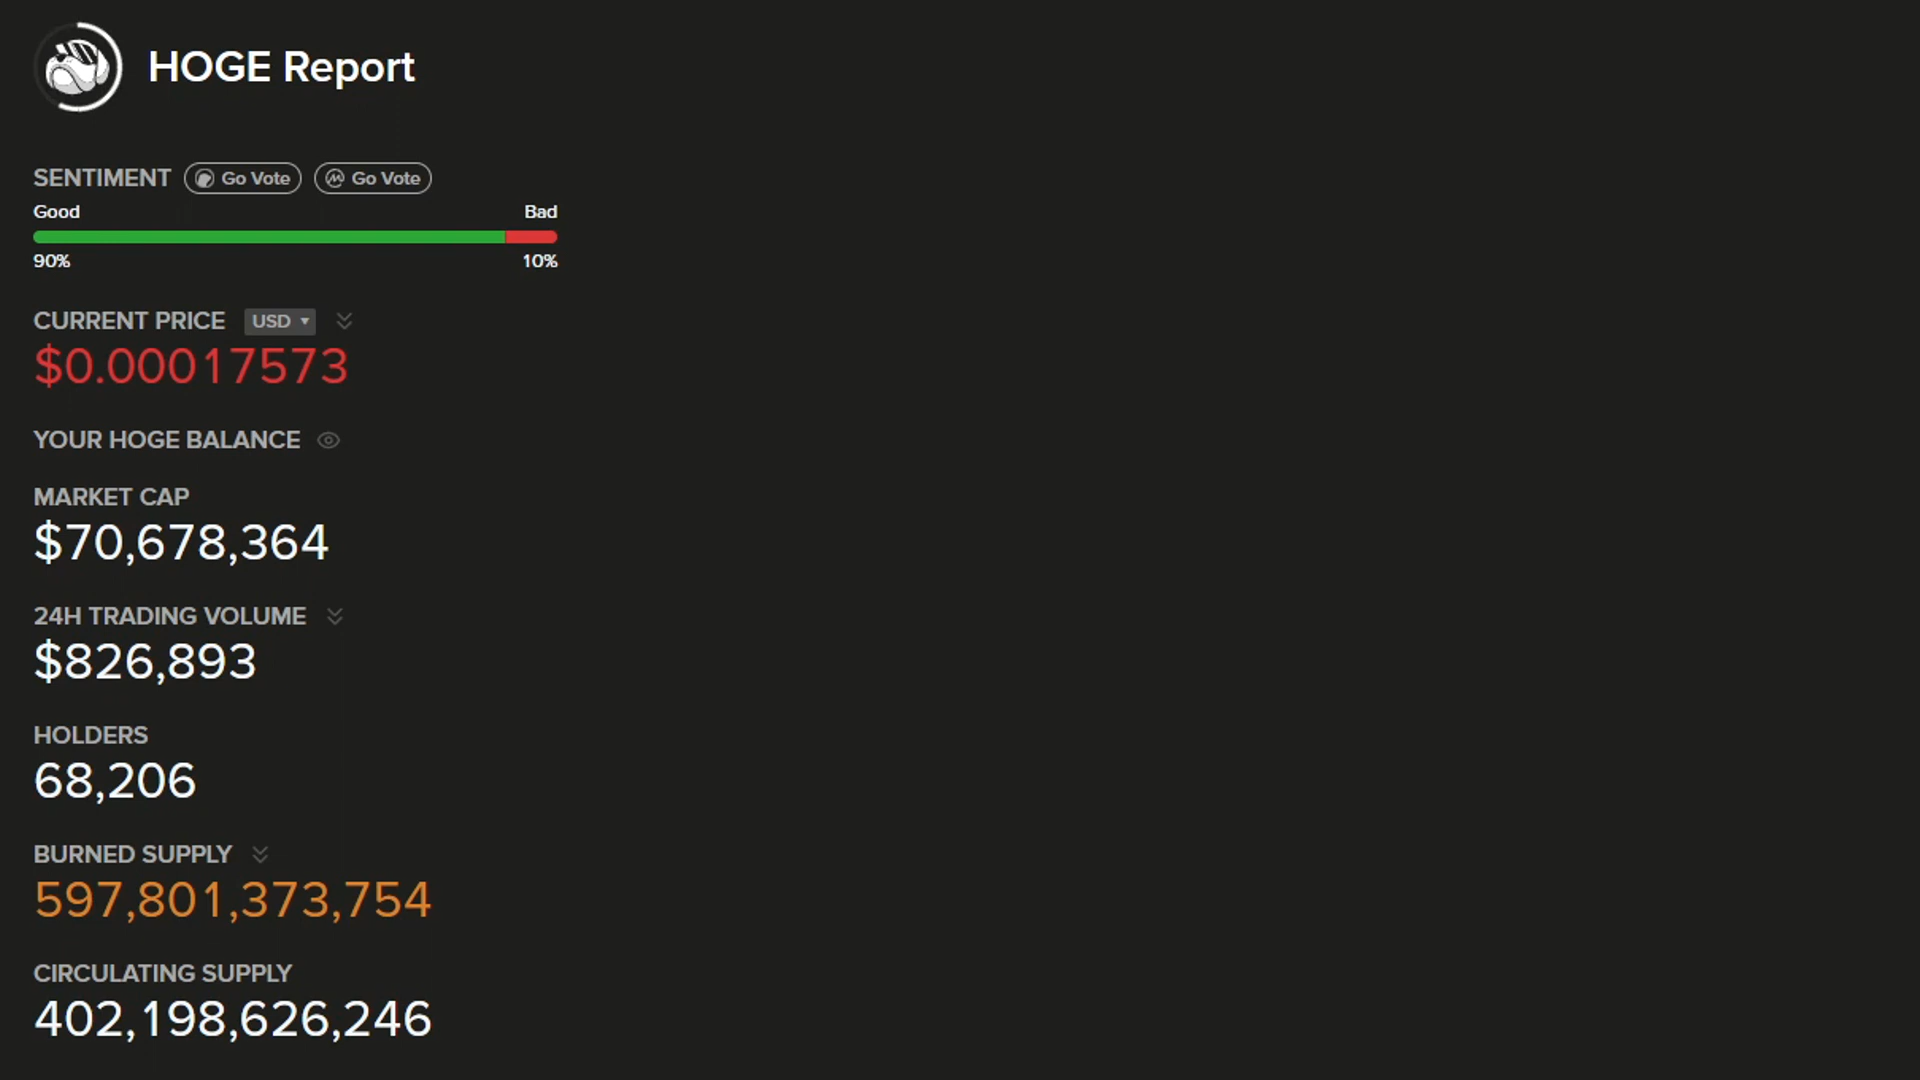 HOGE Report
SENTIMENT Go Vote Go Vote
Good Bad
90% 10%
CURRENT PRICE USD
$0.00017573
YOUR HOGE BALANCE
MARKET CAP
$70,678,364
24H TRADING VOLUME
$826,893
HOLDERS
68,206
BURNED SUPPLY
597,801,373,754
CIRCULATING SUPPLY
402,198,626,246